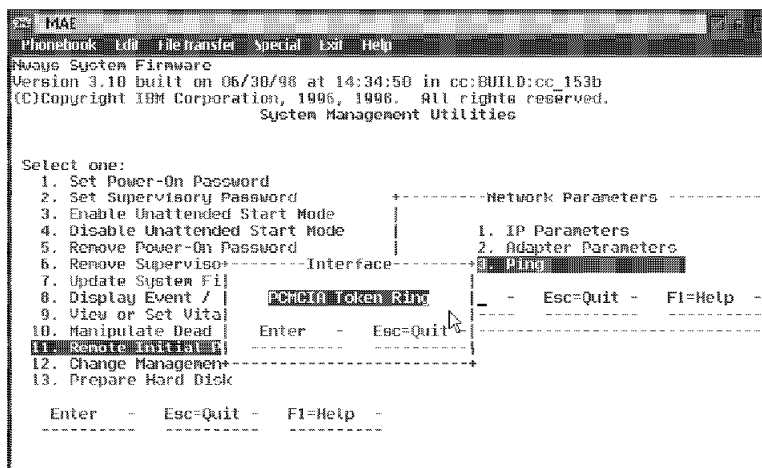 MAE
Phonebook Edit File transfer Special Exit Help
Nways System Firmware
Version 3.10 built on 06/30/98 at 14:34:50 in cc:BUILD:cc_153b
(C)Copyright IBM Corporation, 1996, 1998. All rights reserved.
System Management Utilities
Select one:
1. Set Power-On Password
2. Set Supervisory Password
3. Enable Unattended Start Mode
4. Disable Unattended Start Mode
5. Remove Power-On Password
6. Remove Superviso
7. Update System Fi
8. Display Event /
9. View or Set Vital
10. Manipulate Dead
11. Remote Initial P
12. Change Managemen
13. Prepare Hard Disk
Enter - Esc=Quit - F1=Help -
Network Parameters
1. IP Parameters
2. Adapter Parameters
3. Ping
- Esc=Quit - F1=Help -
Interface
PCMCIA Token Ring
Enter - Esc=Quit